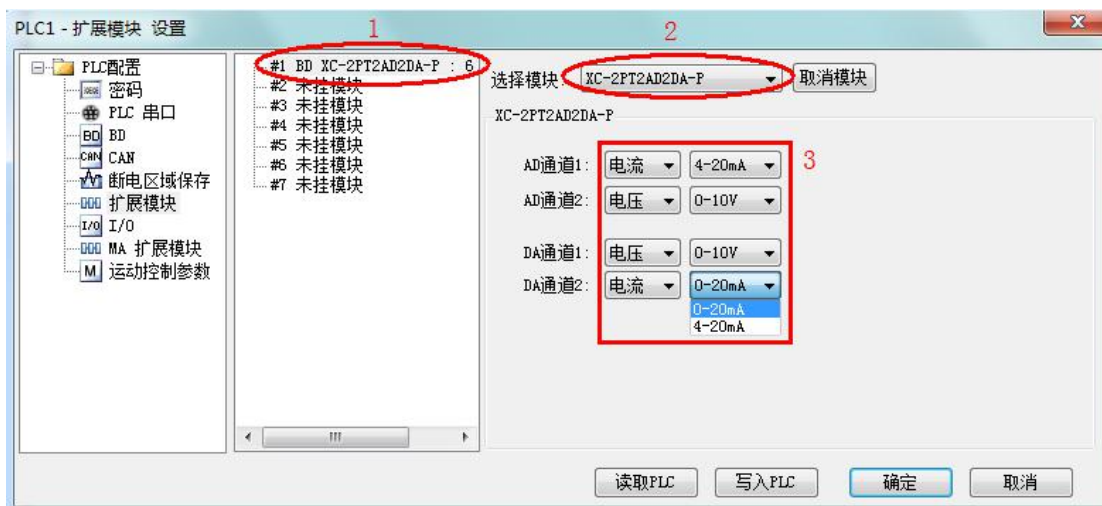 PLC1 - 扩展模块 设置
1
2
PLC配置
密码
PLC 串口
BD BD
CAN CAN
断电区域保存
扩展模块
I/O I/O
MA 扩展模块
M 运动控制参数
#1 BD XC-2PT2AD2DA-P : 6
#2 未挂模块
#3 未挂模块
#4 未挂模块
#5 未挂模块
#6 未挂模块
#7 未挂模块
选择模块: XC-2PT2AD2DA-P 取消模块
XC-2PT2AD2DA-P
AD通道1: 电流 4-20mA 3
AD通道2: 电压 0-10V
DA通道1: 电压 0-10V
DA通道2: 电流 0-20mA
0-20mA
4-20mA
读取PLC 写入PLC 确定 取消